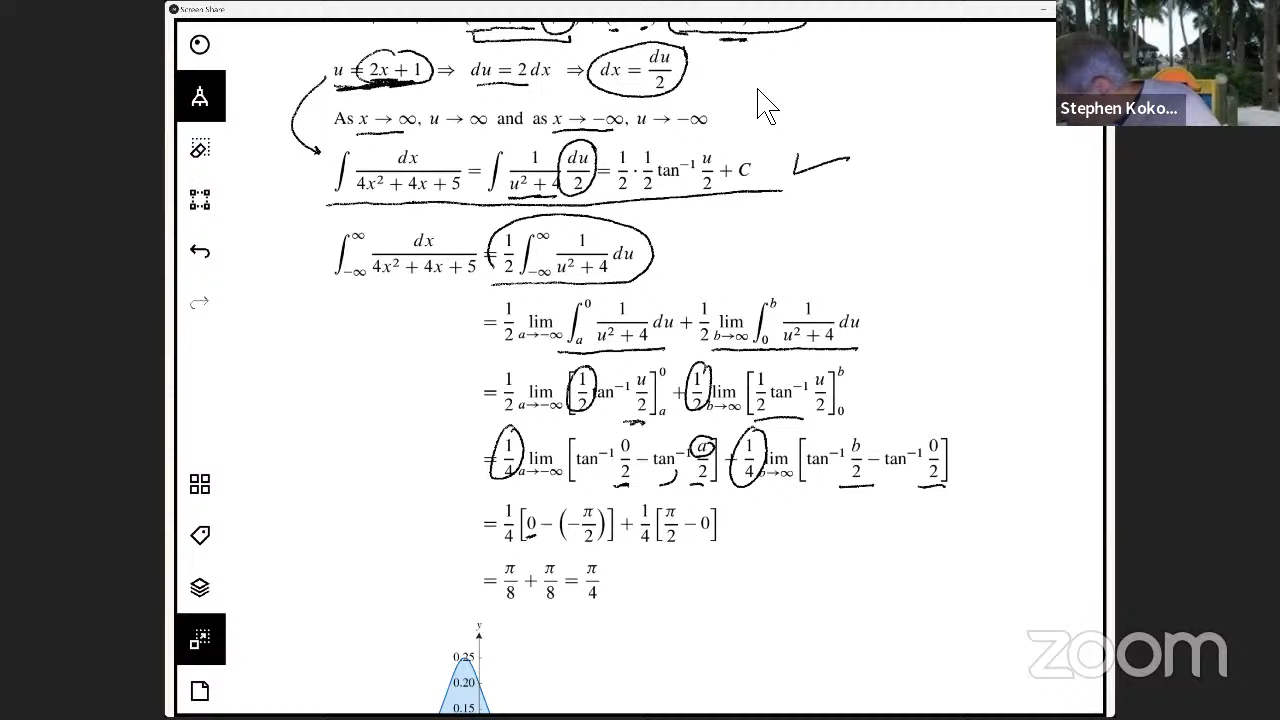 Screen Share
u = 2x + 1 ⇒ du = 2 dx ⇒ dx = du/2
As x → ∞, u → ∞ and as x → −∞, u → −∞
∫ dx/(4x² + 4x + 5) = ∫ 1/(u² + 4) du/2 = 1/2 · 1/2 tan⁻¹ u/2 + C
∫_{−∞}^{∞} dx/(4x² + 4x + 5) = 1/2 ∫_{−∞}^{∞} 1/(u² + 4) du
= 1/2 lim_{a→−∞} ∫_a^0 1/(u² + 4) du + 1/2 lim_{b→∞} ∫_0^b 1/(u² + 4) du
= 1/2 lim_{a→−∞} [1/2 tan⁻¹ u/2]_a^0 + 1/2 lim_{b→∞} [1/2 tan⁻¹ u/2]_0^b
= 1/4 lim_{a→−∞} [tan⁻¹ 0/2 − tan⁻¹ a/2] + 1/4 lim_{b→∞} [tan⁻¹ b/2 − tan⁻¹ 0/2]
= 1/4 [0 − (−π/2)] + 1/4 [π/2 − 0]
= π/8 + π/8 = π/4
y
0.25
0.20
0.15
Stephen Koko...
zoom